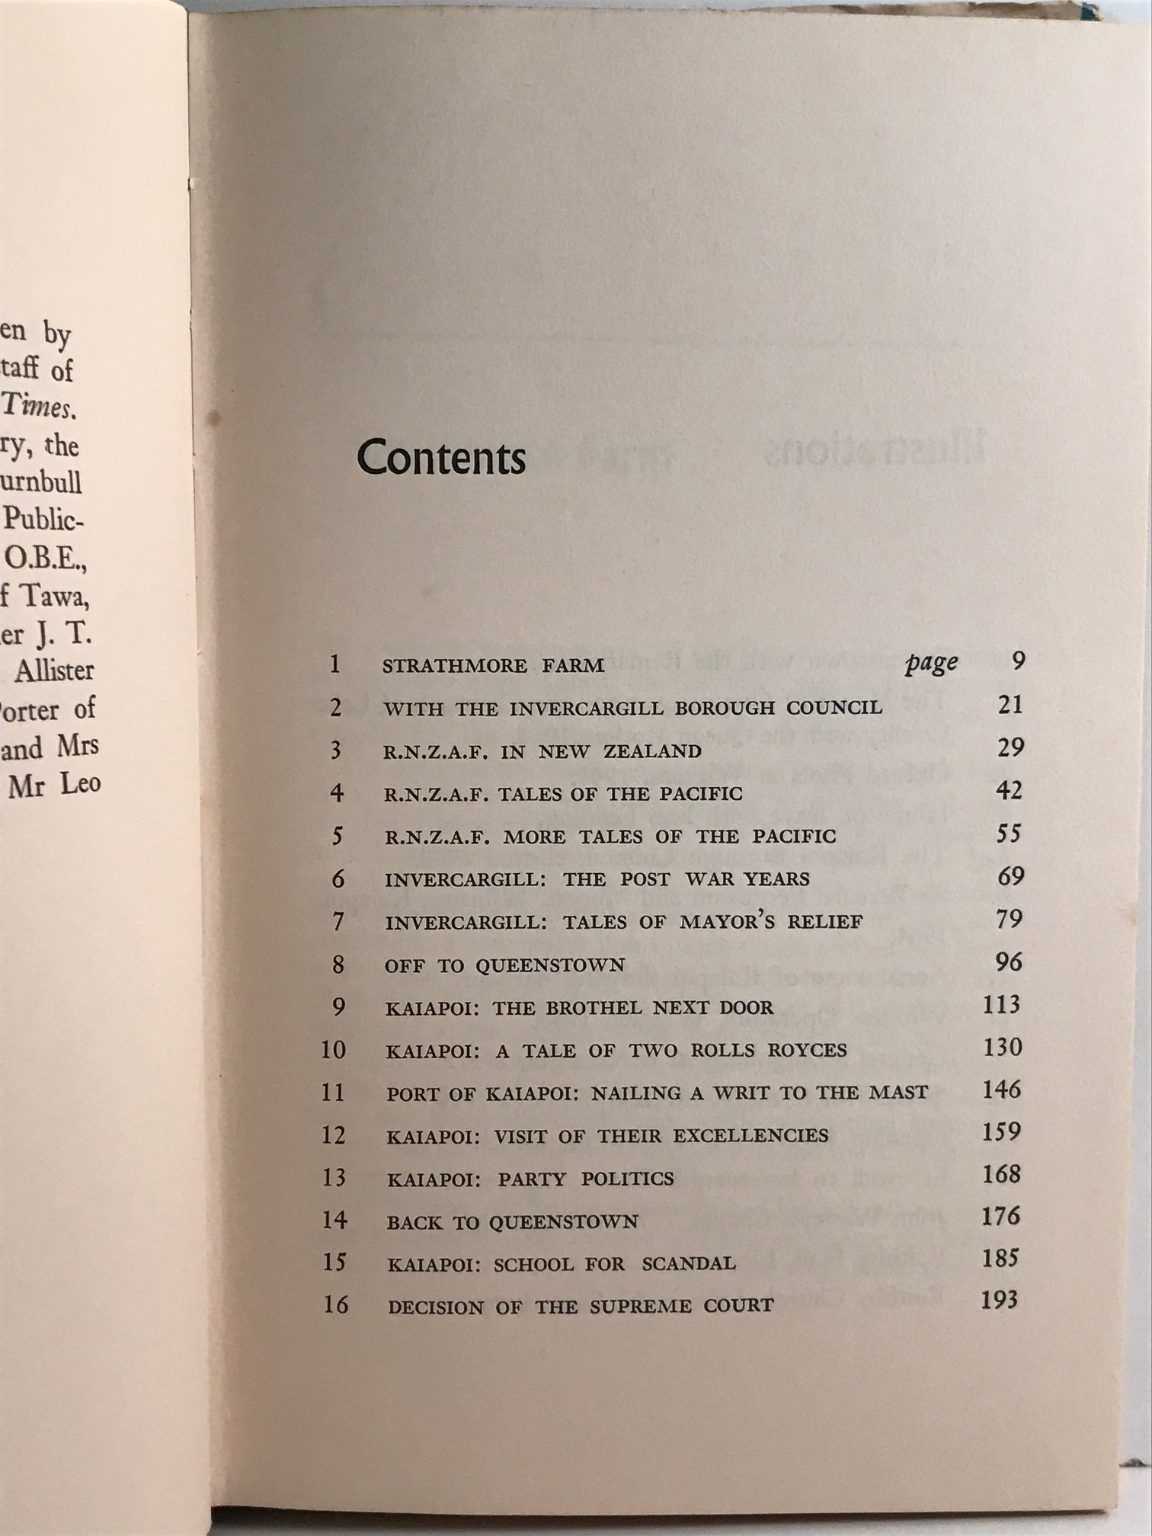 en by
taff of
Times.
ry, the
urnbull
Public-
O.B.E.,
f Tawa,
er J. T.
Allister
orter of
and Mrs
Mr Leo
Contents
1 STRATHMORE FARM page 9
2 WITH THE INVERCARGILL BOROUGH COUNCIL 21
3 R.N.Z.A.F. IN NEW ZEALAND 29
4 R.N.Z.A.F. TALES OF THE PACIFIC 42
5 R.N.Z.A.F. MORE TALES OF THE PACIFIC 55
6 INVERCARGILL: THE POST WAR YEARS 69
7 INVERCARGILL: TALES OF MAYOR'S RELIEF 79
8 OFF TO QUEENSTOWN 96
9 KAIAPOI: THE BROTHEL NEXT DOOR 113
10 KAIAPOI: A TALE OF TWO ROLLS ROYCES 130
11 PORT OF KAIAPOI: NAILING A WRIT TO THE MAST 146
12 KAIAPOI: VISIT OF THEIR EXCELLENCIES 159
13 KAIAPOI: PARTY POLITICS 168
14 BACK TO QUEENSTOWN 176
15 KAIAPOI: SCHOOL FOR SCANDAL 185
16 DECISION OF THE SUPREME COURT 193